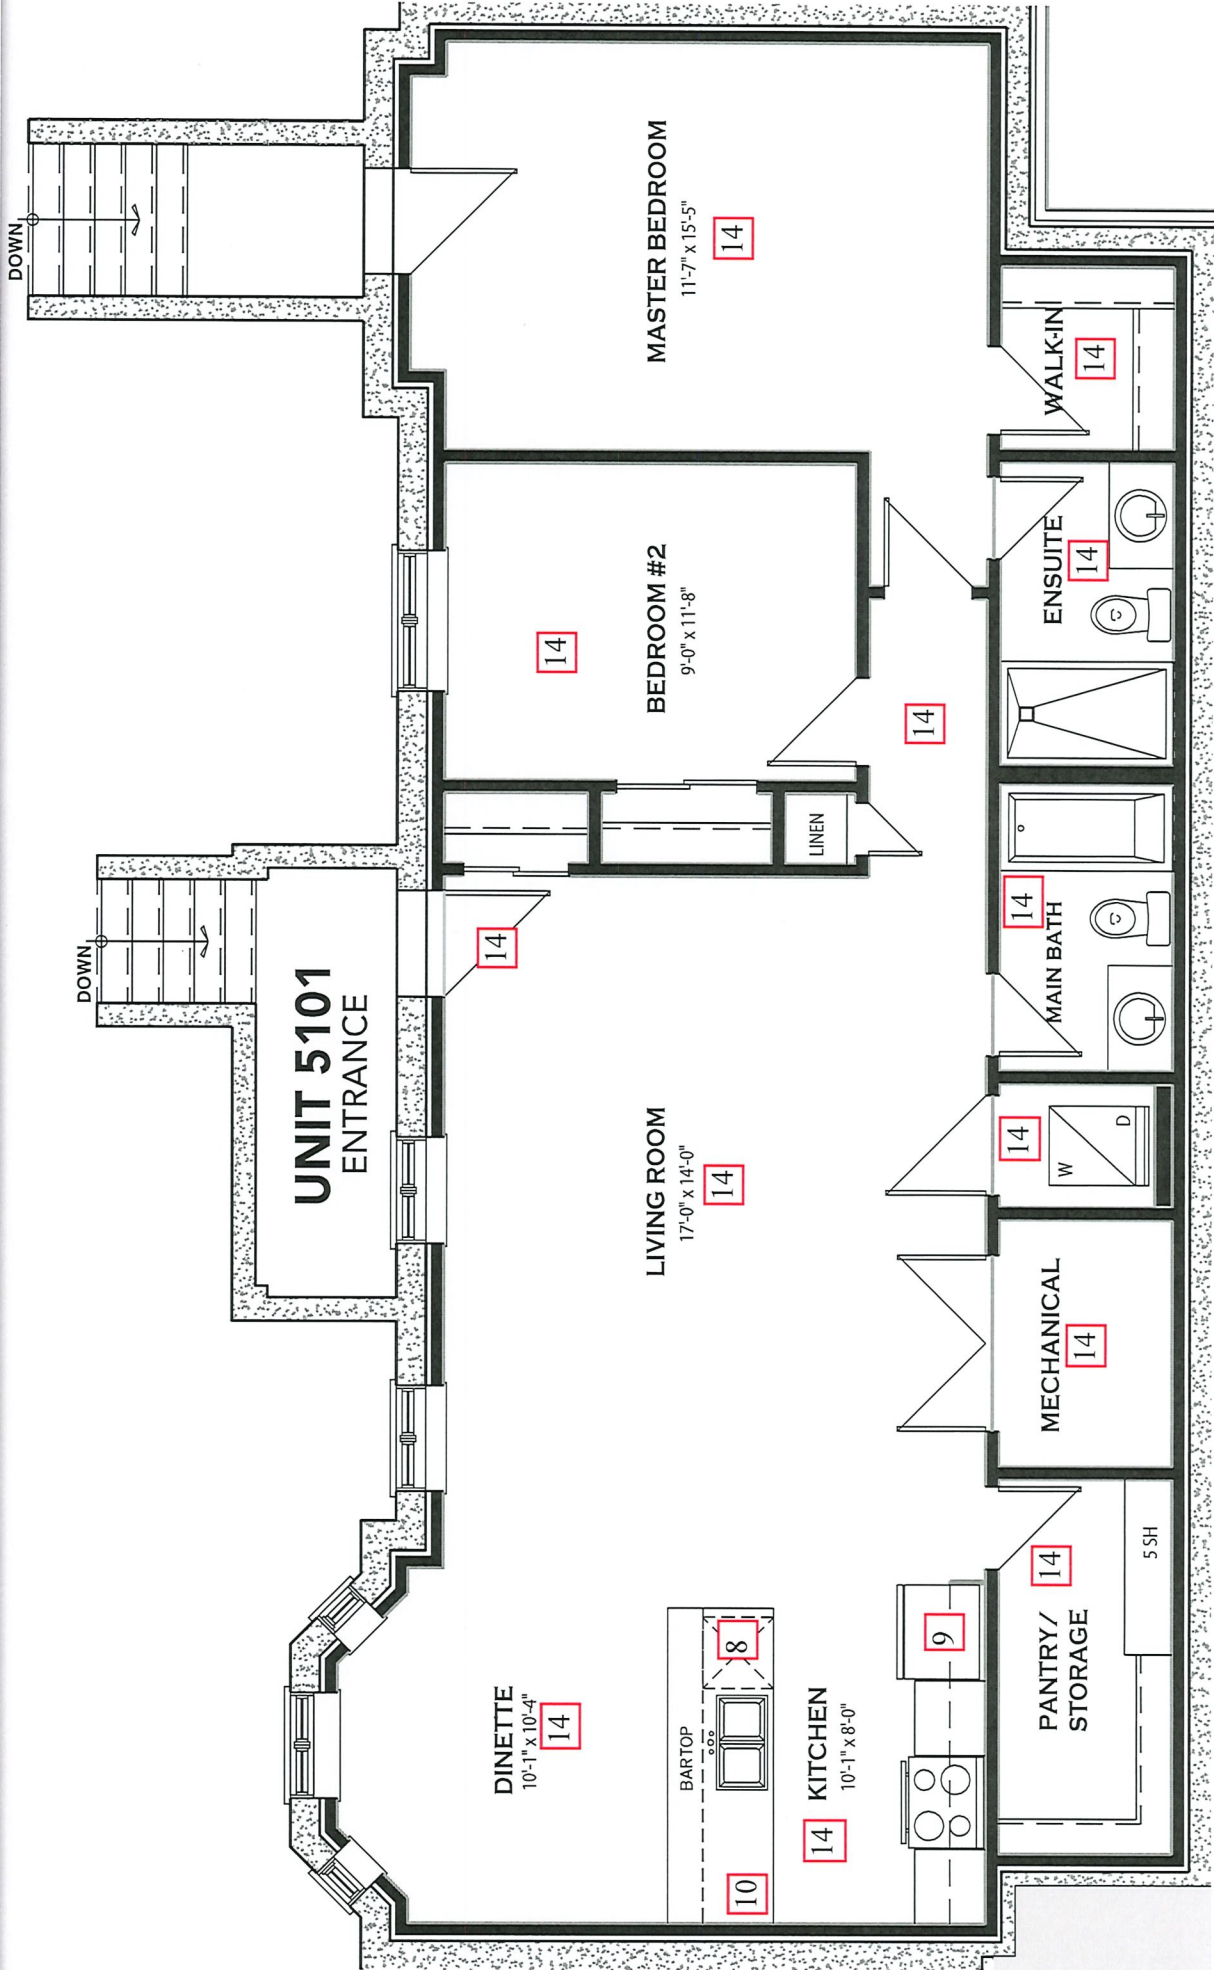 DOWN
DOWN
UNIT 5101
ENTRANCE
DINETTE
10'-1" x 10'-4"
14
14
14
BEDROOM #2
9'-0" x 11'-8"
MASTER BEDROOM
11'-7" x 15'-5"
14
LIVING ROOM
17'-0" x 14'-0"
14
BARTOP
8
10
KITCHEN
10'-1" x 8'-0"
14
9
LINEN
14
PANTRY/
STORAGE
14
5 SH
MECHANICAL
14
14
W
D
14
MAIN BATH
ENSUITE
14
WALK-IN
14